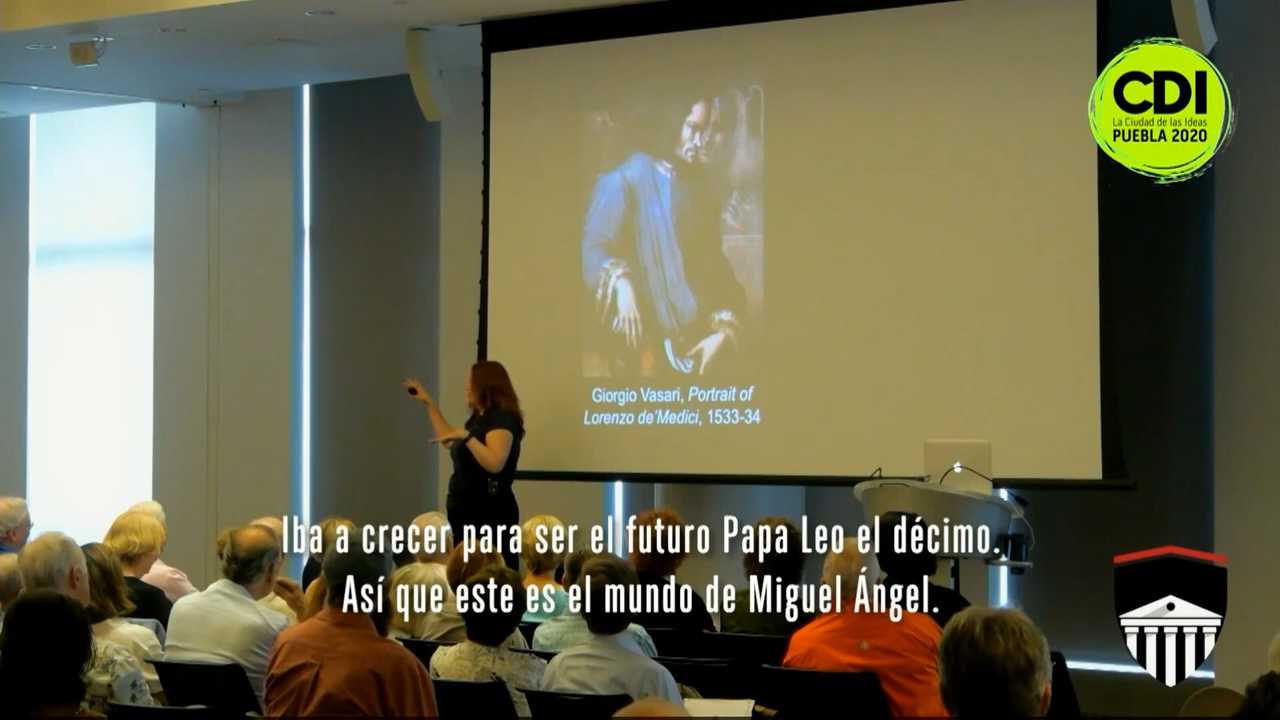 CDI
La Ciudad de las Ideas
PUEBLA 2020
Giorgio Vasari, Portrait of
Lorenzo de'Medici, 1533-34
Iba a crecer para ser el futuro Papa Leo el décimo.
Así que este es el mundo de Miguel Ángel.